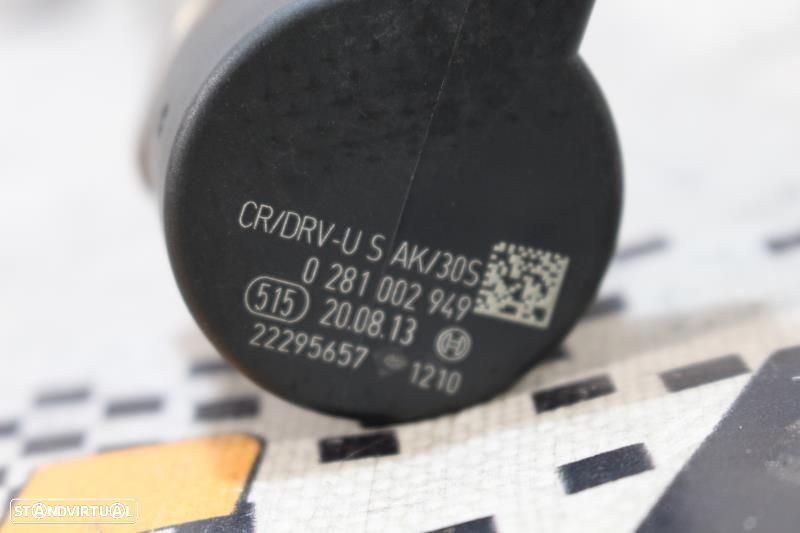 CR/DRV-U S AK/30S
0 281 002 949
515 20.08.13
22295657 1210
STANDVIRTUAL